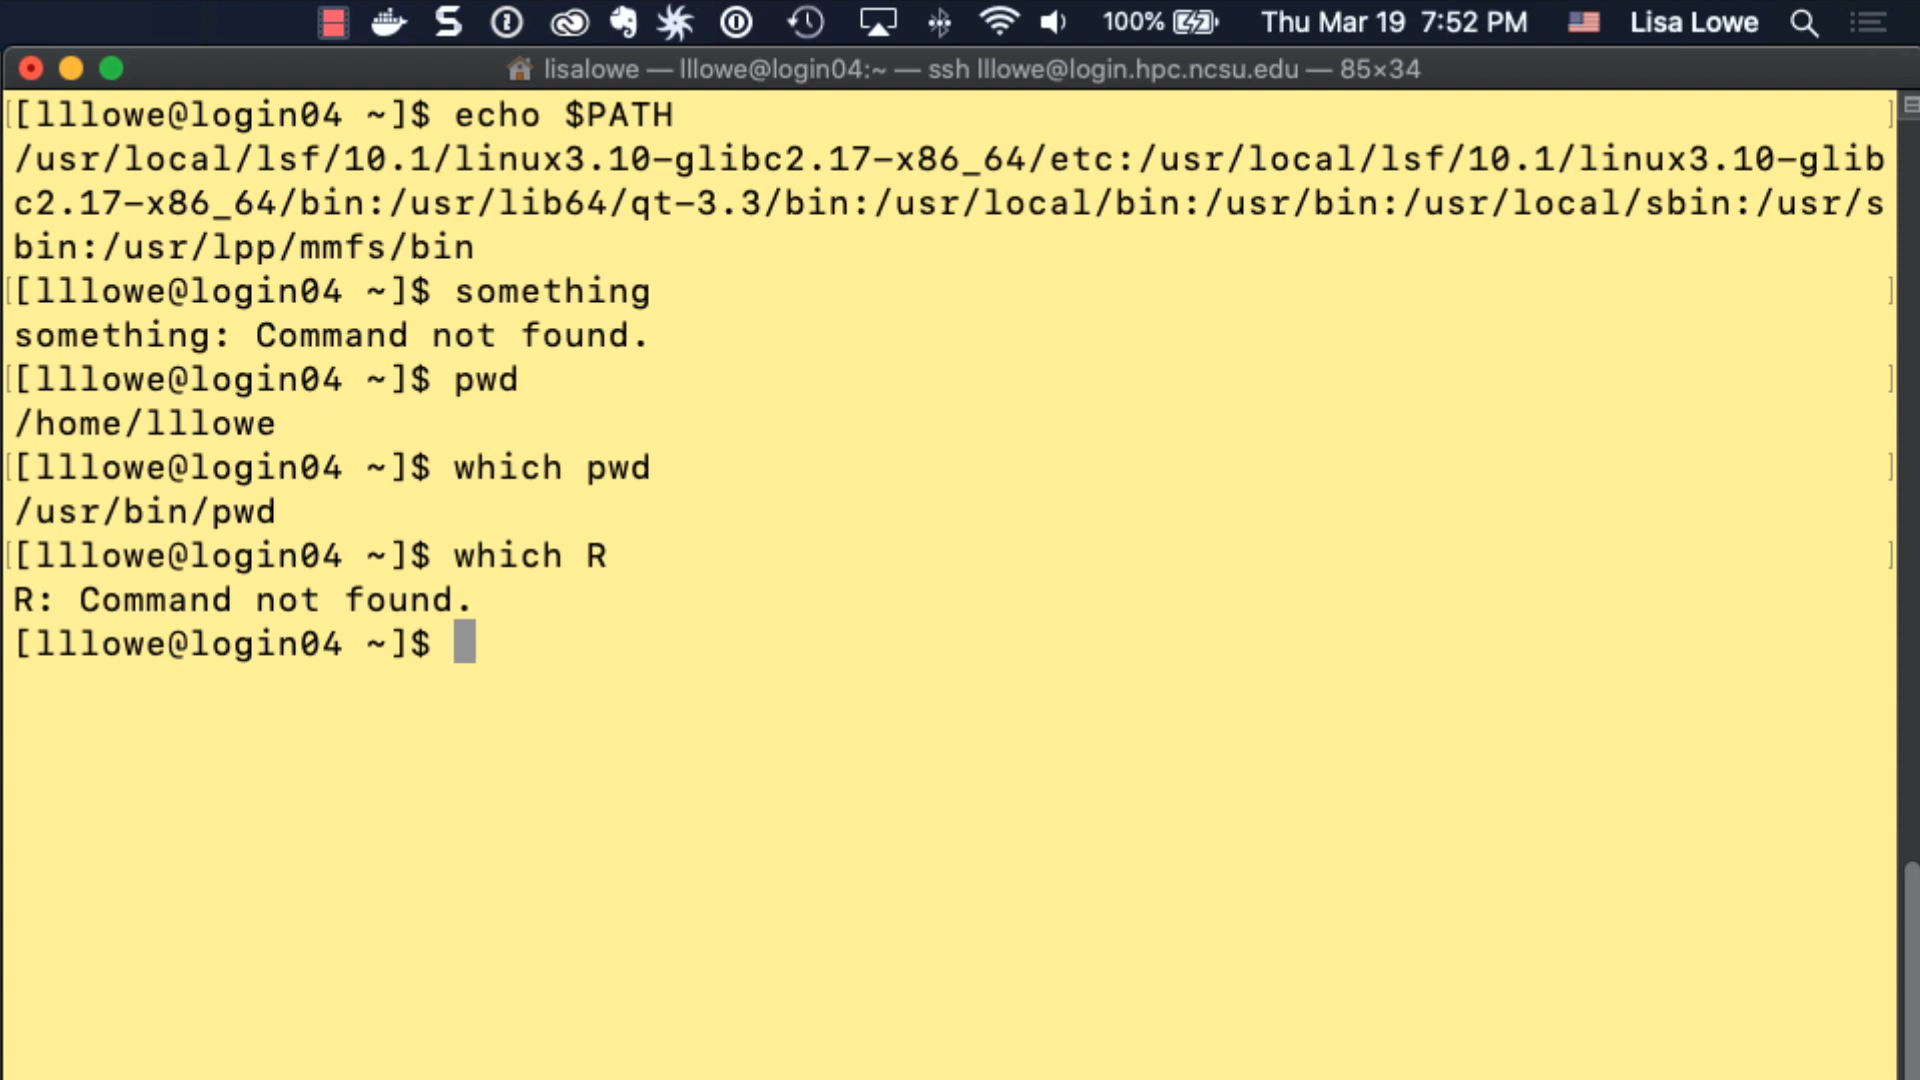 100% Thu Mar 19 7:52 PM Lisa Lowe
lisalowe — lllowe@login04:~ — ssh lllowe@login.hpc.ncsu.edu — 85×34
[lllowe@login04 ~]$ echo $PATH
/usr/local/lsf/10.1/linux3.10-glibc2.17-x86_64/etc:/usr/local/lsf/10.1/linux3.10-glib
c2.17-x86_64/bin:/usr/lib64/qt-3.3/bin:/usr/local/bin:/usr/bin:/usr/local/sbin:/usr/s
bin:/usr/lpp/mmfs/bin
[lllowe@login04 ~]$ something
something: Command not found.
[lllowe@login04 ~]$ pwd
/home/lllowe
[lllowe@login04 ~]$ which pwd
/usr/bin/pwd
[lllowe@login04 ~]$ which R
R: Command not found.
[lllowe@login04 ~]$